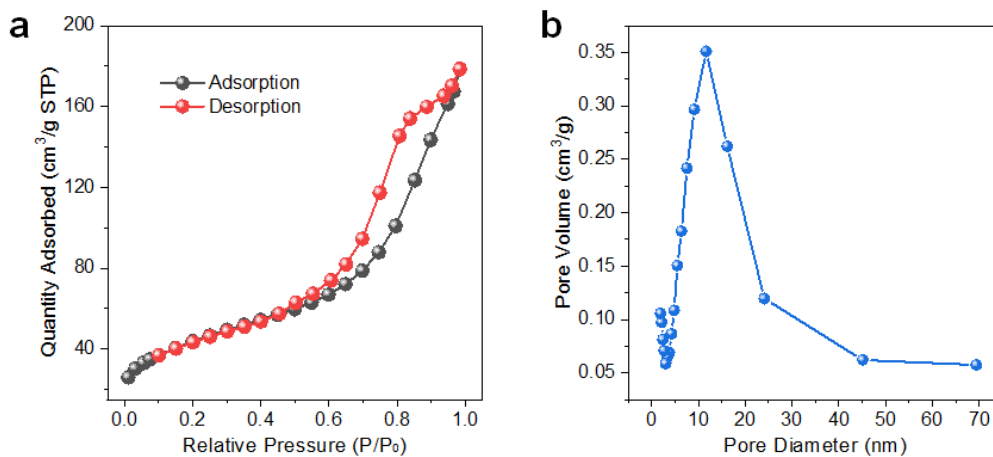 a
200
160
120
80
40
Quantity Adsorbed (cm³/g STP)
Adsorption
Desorption
0.0 0.2 0.4 0.6 0.8 1.0
Relative Pressure (P/P₀)
b
0.35
0.30
0.25
0.20
0.15
0.10
0.05
Pore Volume (cm³/g)
0 10 20 30 40 50 60 70
Pore Diameter (nm)